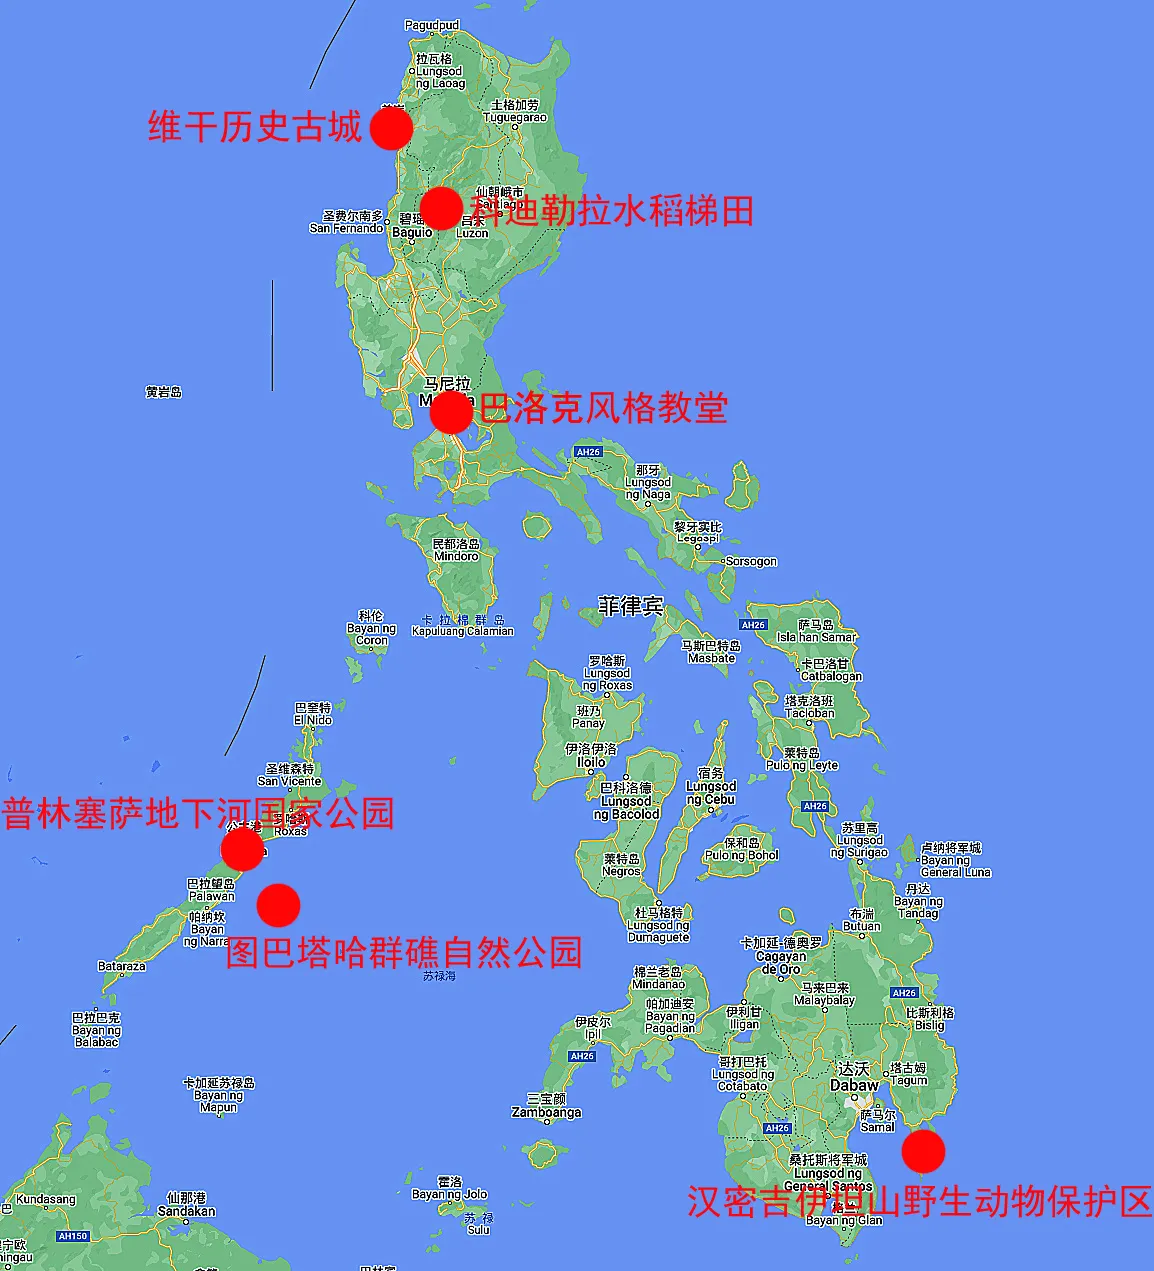 Pagudpud
拉瓦格
Lungsod
ng Laoag
土格加劳
Tuguegarao
维干历史古城
仙朝峨市
Santiago
科迪勒拉水稻梯田
圣费尔南多
San Fernando
碧瑶
Baguio
吕宋
Luzon
马尼拉
黄岩岛
巴洛克风格教堂
AH26
那牙
Lungsod
ng Naga
黎牙实比
Legaspi
Sorsogon
民都洛岛
Mindoro
菲律宾
科伦
Bayan ng
Coron
卡拉棉群岛
Kapuluang Calamian
AH26
萨马岛
Isla han Samar
马斯巴特岛
Masbate
卡巴洛甘
Catbalogan
罗哈斯
Lungsod
ng Roxas
塔克洛班
Tacloban
巴奎特
El Nido
班乃
Panay
伊洛伊洛
Iloilo
莱特岛
Pulo ng Leyte
圣维森特
San Vicente
巴科洛德
Lungsod
ng Bacolod
宿务
Lungsod
ng Cebu
AH26
普林塞萨地下河国家公园
Roxas
苏里高
Lungsod
ng Surigao
保和岛
Pulo ng Bohol
卢纳将军城
Bayan ng
General Luna
莱特岛
Negros
巴拉望岛
Palawan
丹达
Bayan ng
Tandag
帕纳坎
Bayan
ng Narra
杜马格特
Lungsod ng
Dumaguete
布湍
Butuan
图巴塔哈群礁自然公园
苏禄海
卡加延-德奥罗
Cagayan
de Oro
Bataraza
棉兰老岛
Mindanao
马来巴来
Malaybalay
AH26
巴拉巴克
Bayan ng
Balabac
帕加迪安
Bayan ng
Pagadian
伊利甘
Iligan
比斯利格
Bislig
伊皮尔
Ipil
AH26
哥打巴托
Lungsod ng
Cotabato
达沃
Dabaw
塔古姆
Tagum
卡加延苏禄岛
Bayan ng
Mapun
三宝颜
Zamboanga
萨马尔
Samal
AH26
桑托斯将军城
Lungsod ng
General Santos
汉密吉伊坦山野生动物保护区
Bayan ng Glan
霍洛
Bayan ng Jolo
苏禄
Sulu
Kundasang
仙那港
Sandakan
AH150